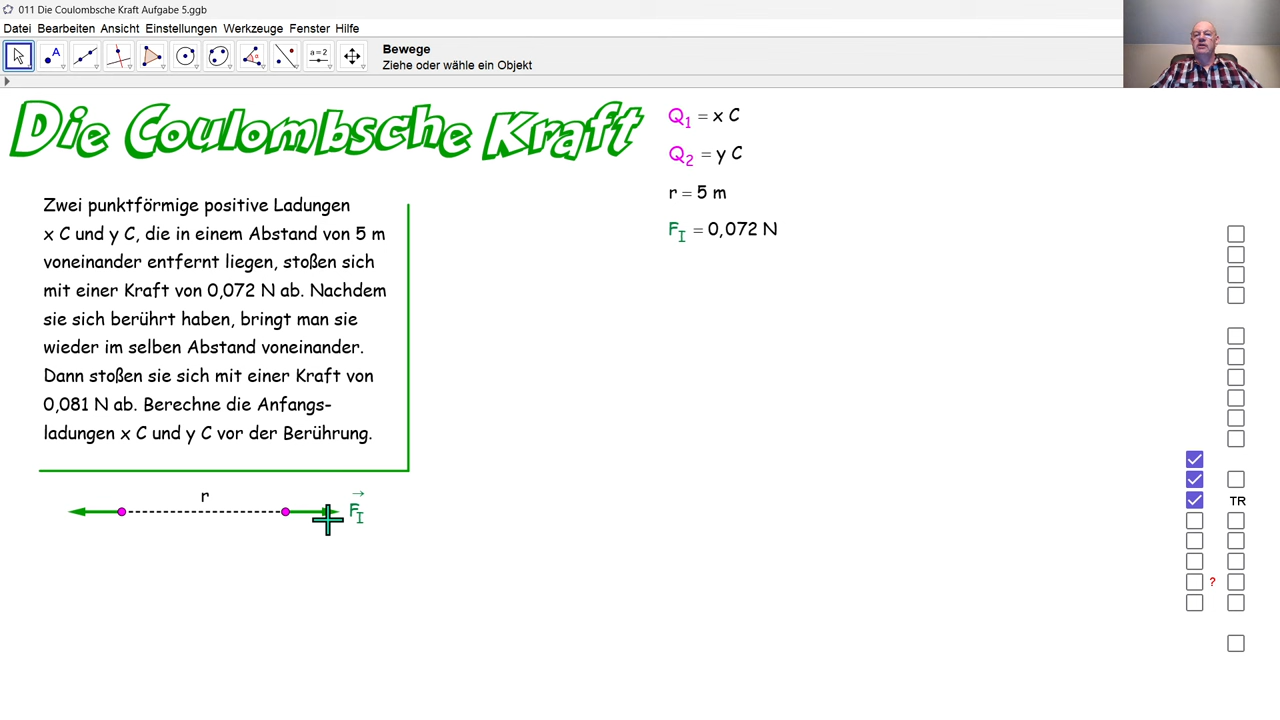 011 Die Coulombsche Kraft Aufgabe 5.ggb
Datei Bearbeiten Ansicht Einstellungen Werkzeuge Fenster Hilfe
A
a=2
Bewege
Ziehe oder wähle ein Objekt
Die Coulombsche Kraft
Q1 = x C
Q2 = y C
r = 5 m
FI = 0,072 N
Zwei punktförmige positive Ladungen
x C und y C, die in einem Abstand von 5 m
voneinander entfernt liegen, stoßen sich
mit einer Kraft von 0,072 N ab. Nachdem
sie sich berührt haben, bringt man sie
wieder im selben Abstand voneinander.
Dann stoßen sie sich mit einer Kraft von
0,081 N ab. Berechne die Anfangs-
ladungen x C und y C vor der Berührung.
r
FI
TR
?